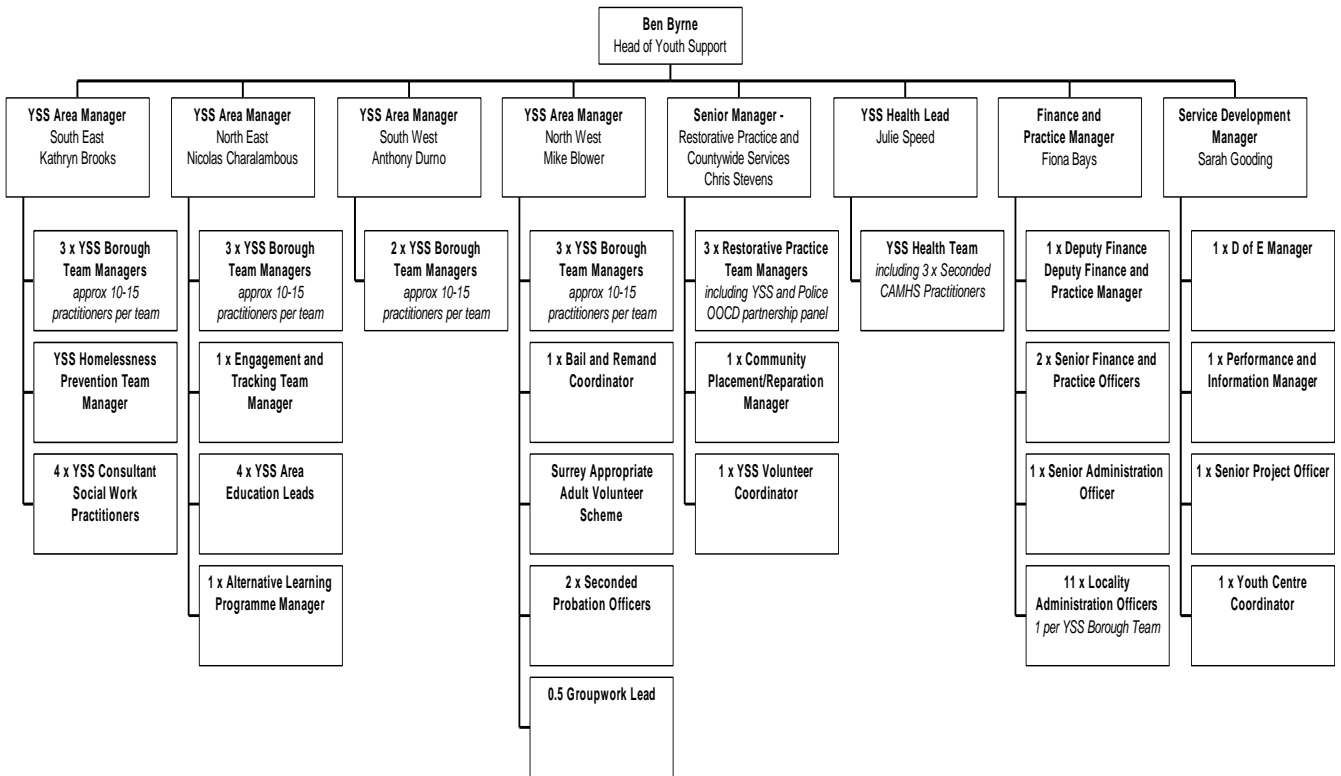 Ben Byrne
Head of Youth Support
YSS Area Manager
South East
Kathryn Brooks
YSS Area Manager
North East
Nicolas Charalambous
YSS Area Manager
South West
Anthony Durno
YSS Area Manager
North West
Mike Blower
Senior Manager -
Restorative Practice and
Countywide Services
Chris Stevens
YSS Health Lead
Julie Speed
Finance and
Practice Manager
Fiona Bays
Service Development
Manager
Sarah Gooding
3 x YSS Borough
Team Managers
approx 10-15
practitioners per team
3 x YSS Borough
Team Managers
approx 10-15
practitioners per team
2 x YSS Borough
Team Managers
approx 10-15
practitioners per team
3 x YSS Borough
Team Managers
approx 10-15
practitioners per team
3 x Restorative Practice
Team Managers
including YSS and Police
OOCD partnership panel
YSS Health Team
including 3 x Seconded
CAMHS Practitioners
1 x Deputy Finance
Deputy Finance and
Practice Manager
1 x D of E Manager
YSS Homelessness
Prevention Team
Manager
1 x Engagement and
Tracking Team
Manager
1 x Bail and Remand
Coordinator
1 x Community
Placement/Reparation
Manager
2 x Senior Finance and
Practice Officers
1 x Performance and
Information Manager
4 x YSS Consultant
Social Work
Practitioners
4 x YSS Area
Education Leads
Surrey Appropriate
Adult Volunteer
Scheme
1 x YSS Volunteer
Coordinator
1 x Senior Administration
Officer
1 x Senior Project Officer
1 x Alternative Learning
Programme Manager
2 x Seconded
Probation Officers
11 x Locality
Administration Officers
1 per YSS Borough Team
1 x Youth Centre
Coordinator
0.5 Groupwork Lead